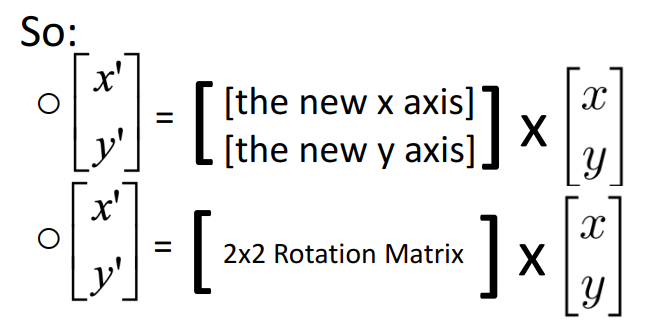 So:
○ [x' y'] = [ [the new x axis] [the new y axis] ] x [x y]
○ [x' y'] = [ 2x2 Rotation Matrix ] x [x y]